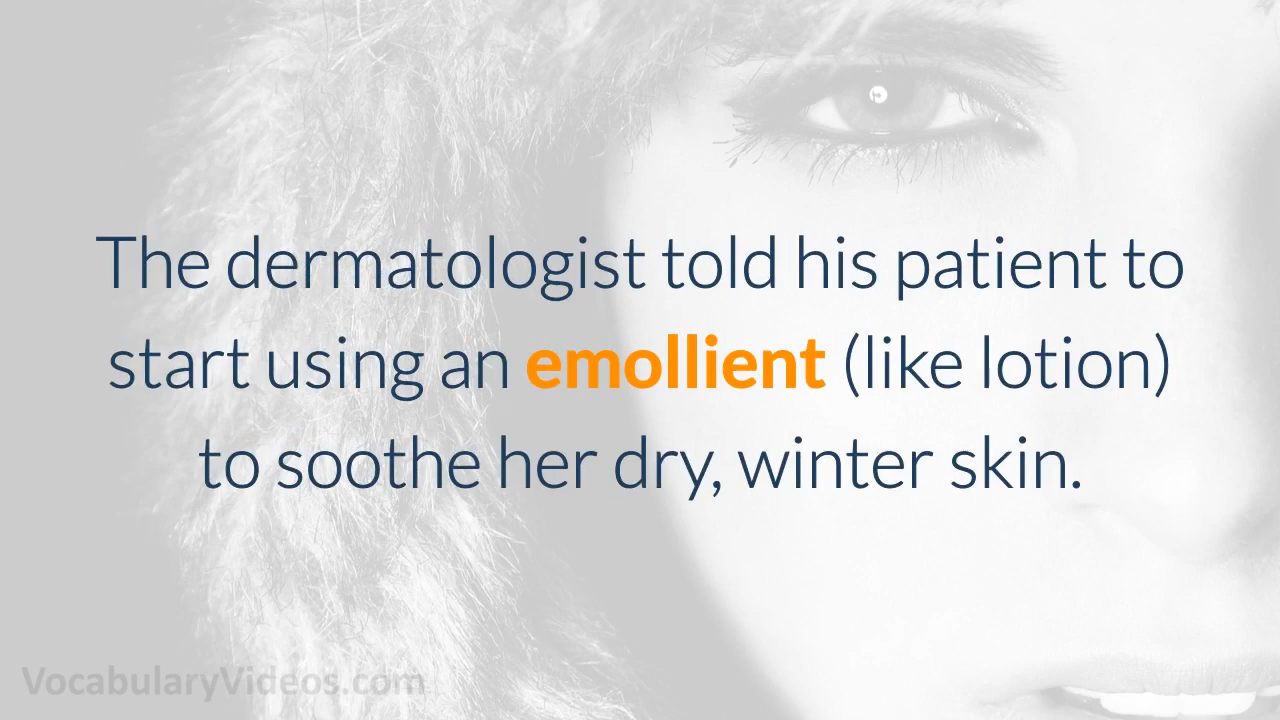 The dermatologist told his patient to
start using an emollient (like lotion)
to soothe her dry, winter skin.
VocabularyVideos.com